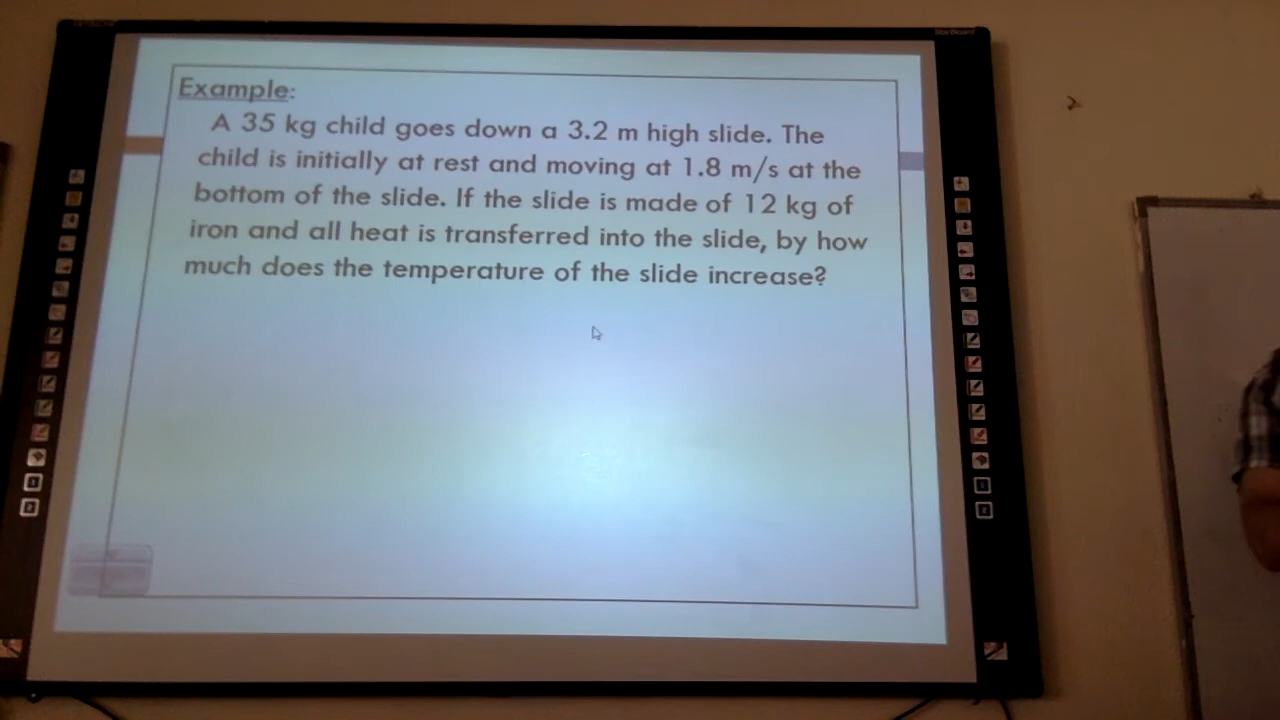 StarBoard
Example:
A 35 kg child goes down a 3.2 m high slide. The
child is initially at rest and moving at 1.8 m/s at the
bottom of the slide. If the slide is made of 12 kg of
iron and all heat is transferred into the slide, by how
much does the temperature of the slide increase?